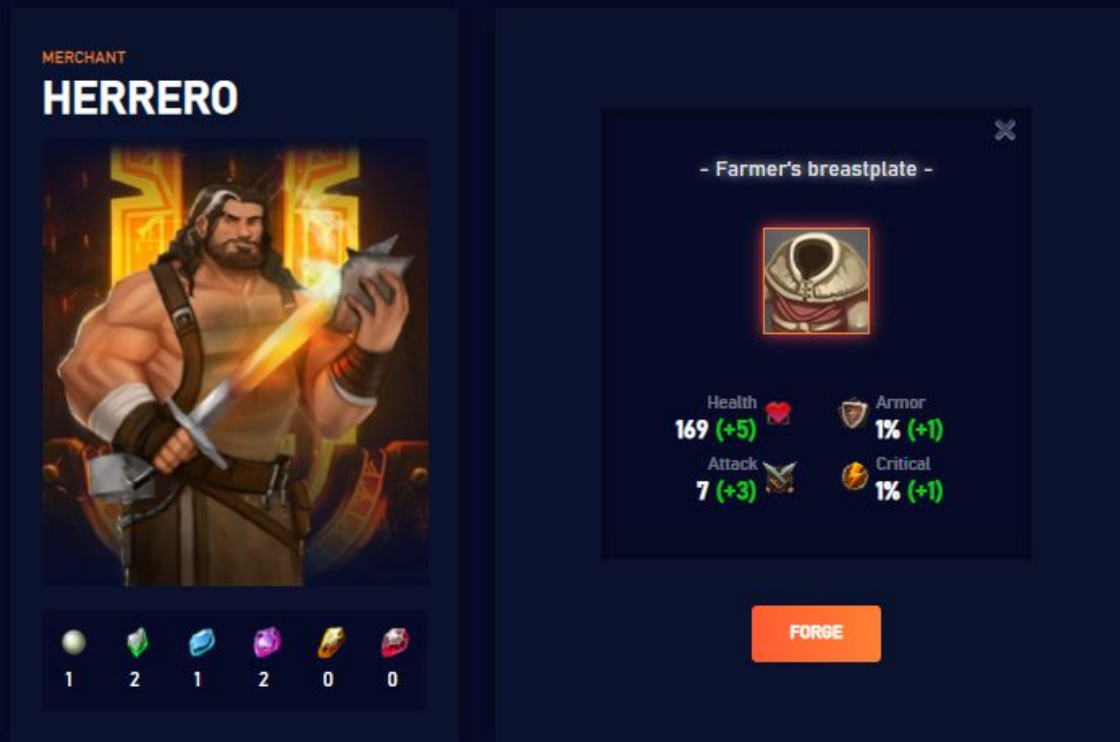 MERCHANT
HERRERO
1 2 1 2 0 0
- Farmer's breastplate -
Health Armor
169 (+5) 1% (+1)
Attack Critical
7 (+3) 1% (+1)
FORGE